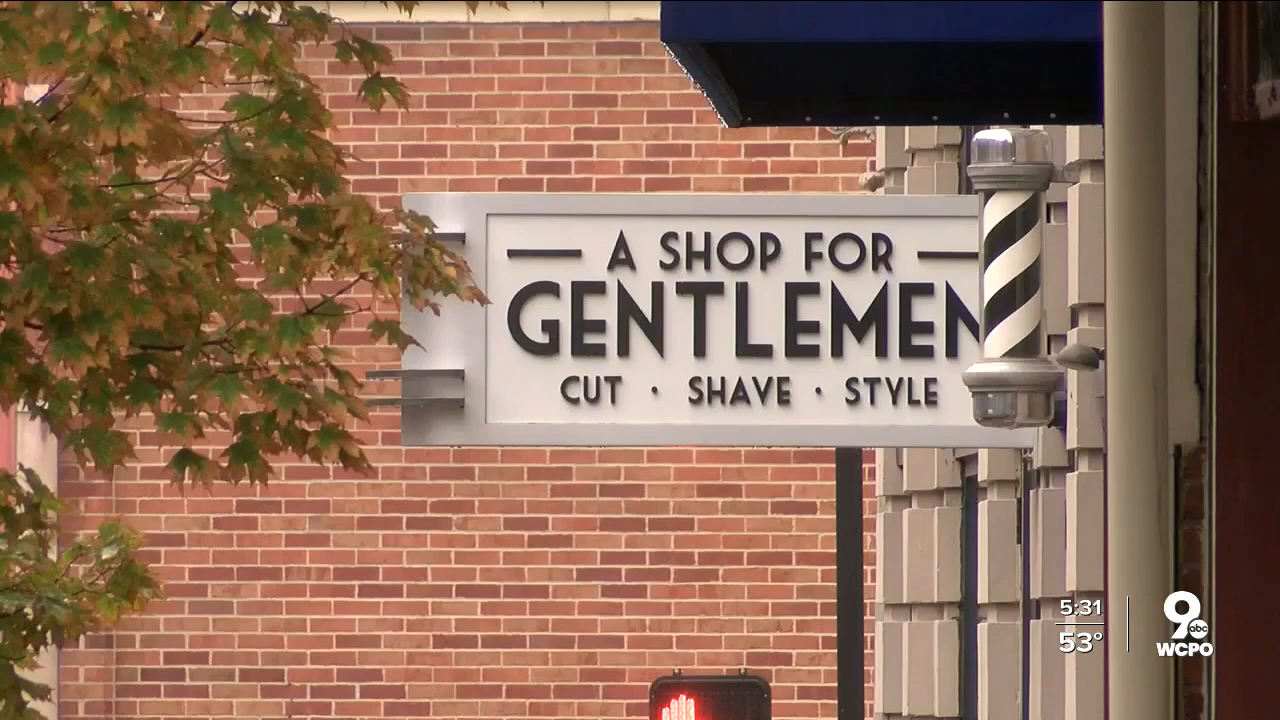 A SHOP FOR
GENTLEMEN
CUT · SHAVE · STYLE
5:31
53°
9
abc
WCPO